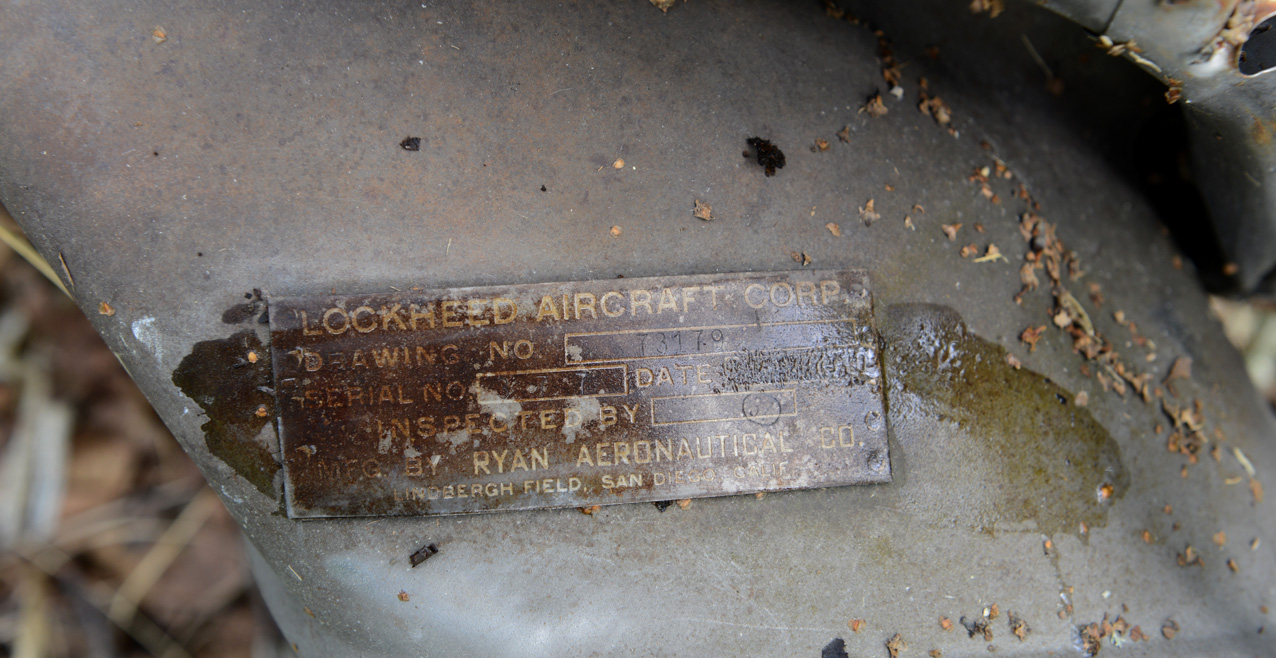 LOCKHEED AIRCRAFT CORP.
DRAWING NO. 73179
SERIAL NO. DATE
INSPECTED BY
MFG. BY RYAN AERONAUTICAL CO.
LINDBERGH FIELD, SAN DIEGO, CALIF.